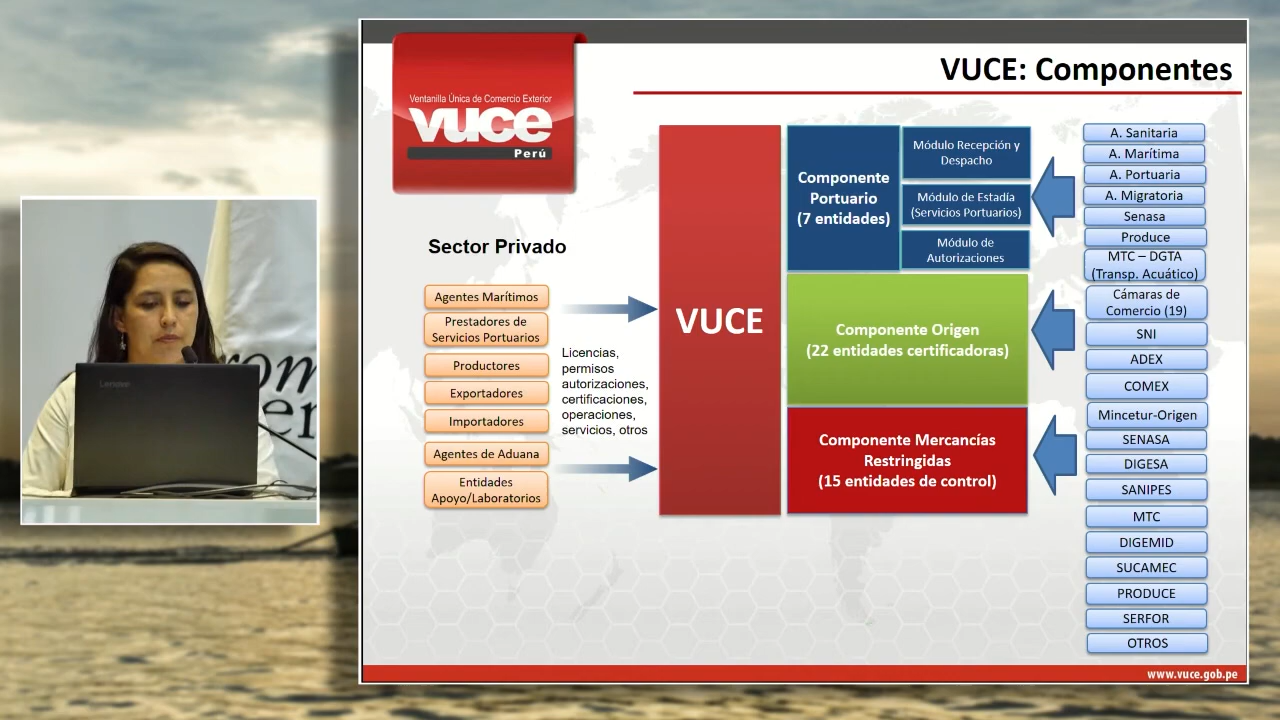 VUCE: Componentes
Ventanilla Única de Comercio Exterior
vuce
Perú
Sector Privado
Agentes Marítimos
Prestadores de
Servicios Portuarios
Productores
Exportadores
Importadores
Agentes de Aduana
Entidades
Apoyo/Laboratorios
Licencias,
permisos
autorizaciones,
certificaciones,
operaciones,
servicios, otros
VUCE
Componente
Portuario
(7 entidades)
Módulo Recepción y
Despacho
Módulo de Estadía
(Servicios Portuarios)
Módulo de
Autorizaciones
Componente Origen
(22 entidades certificadoras)
Componente Mercancías
Restringidas
(15 entidades de control)
A. Sanitaria
A. Marítima
A. Portuaria
A. Migratoria
Senasa
Produce
MTC – DGTA
(Transp. Acuático)
Cámaras de
Comercio (19)
SNI
ADEX
COMEX
Mincetur-Origen
SENASA
DIGESA
SANIPES
MTC
DIGEMID
SUCAMEC
PRODUCE
SERFOR
OTROS
www.vuce.gob.pe
Lenovo